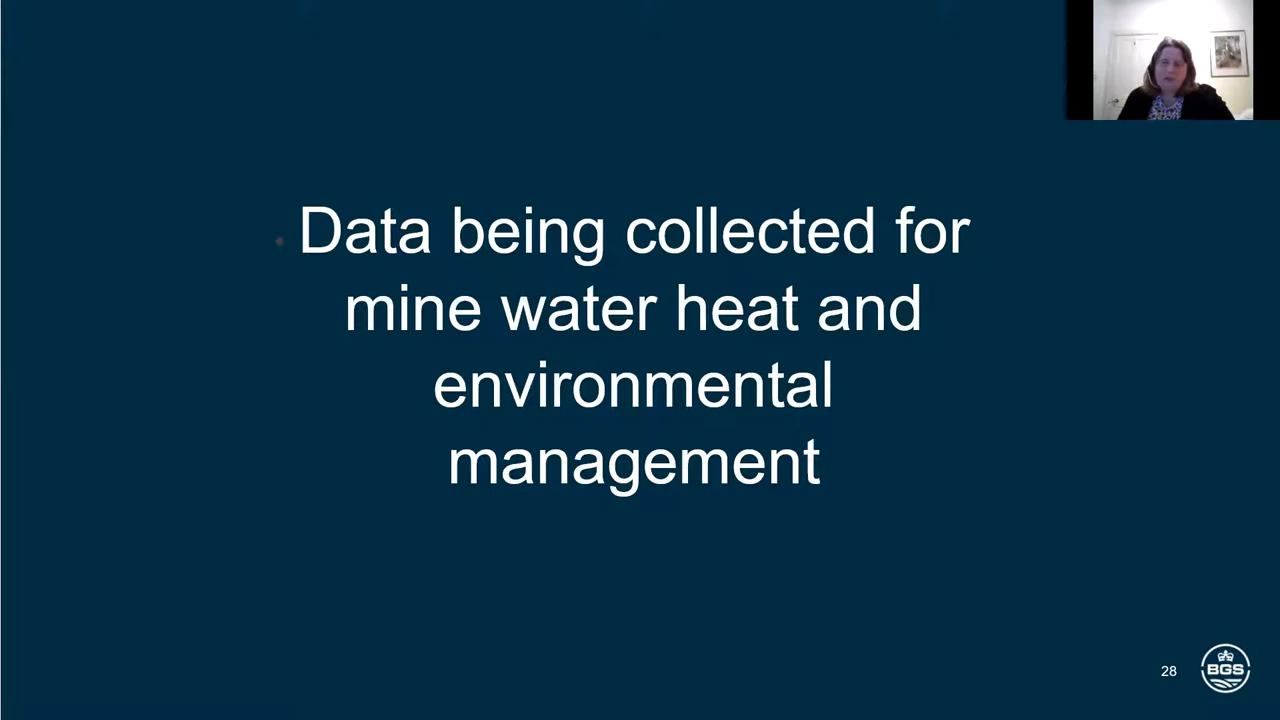 Data being collected for
mine water heat and
environmental
management
28
BGS